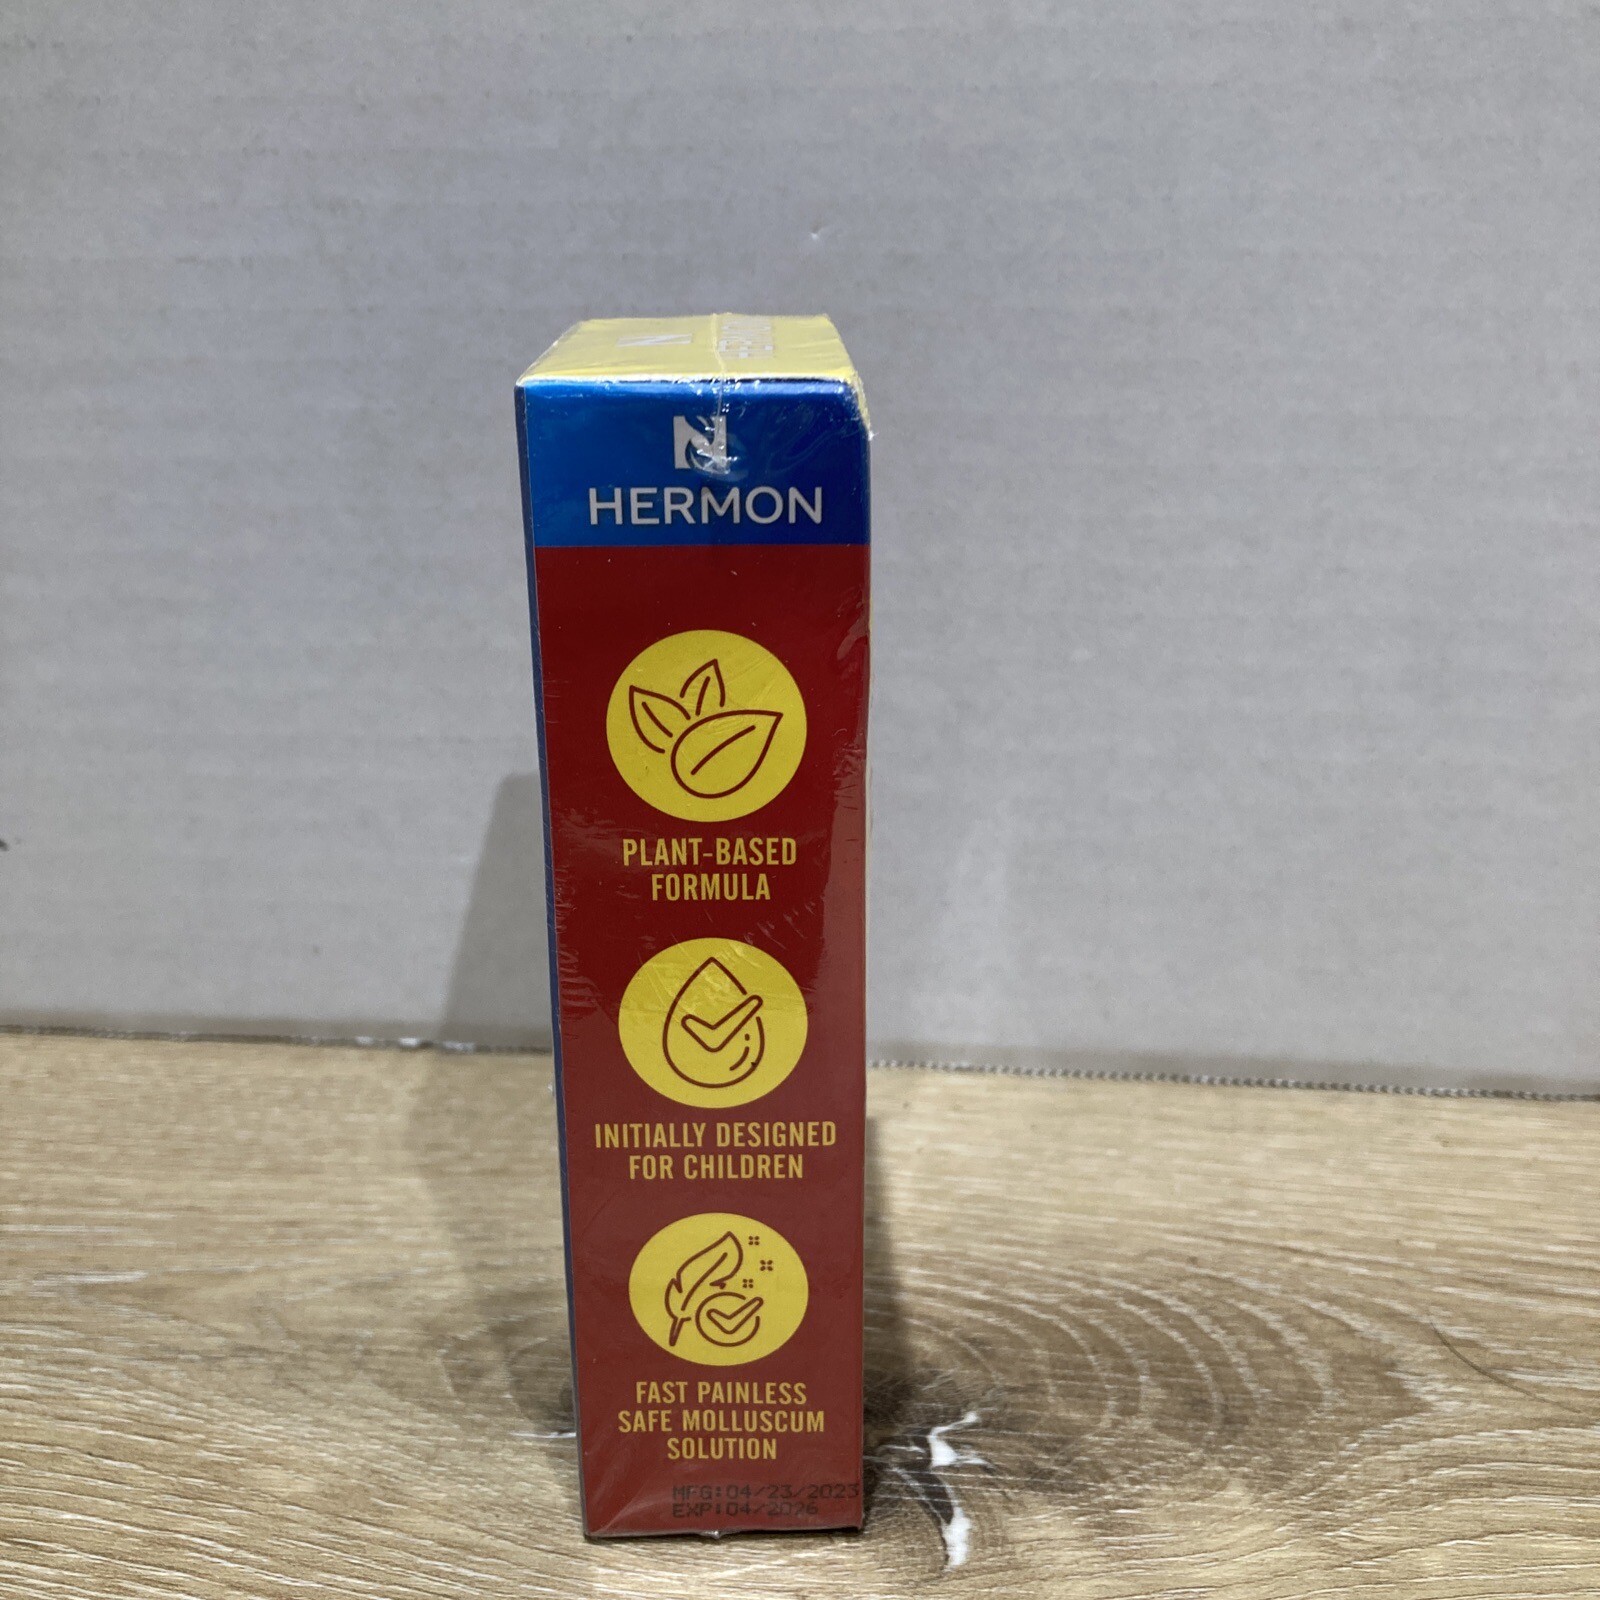 HERMON
PLANT-BASED
FORMULA
INITIALLY DESIGNED
FOR CHILDREN
FAST PAINLESS
SAFE MOLLUSCUM
SOLUTION
MFG:04/23/2023
EXP:04/2026